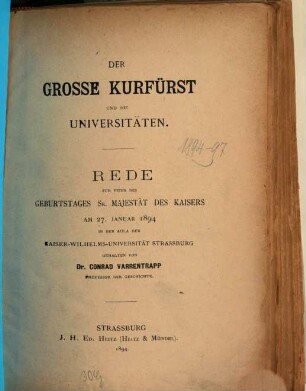 DER
GROSSE KURFÜRST
UND DIE
UNIVERSITÄTEN.
1194-97
REDE
ZUR FEIER DES
GEBURTSTAGES SR. MAJESTÄT DES KAISERS
AM 27. JANUAR 1894
IN DER AULA DER
KAISER-WILHELMS-UNIVERSITÄT STRASSBURG
GEHALTEN VON
Dr. CONRAD VARRENTRAPP
PROFESSOR DER GESCHICHTE.
STRASSBURG
J. H. ED. HEITZ (HEITZ & MÜNDEL)
1894.